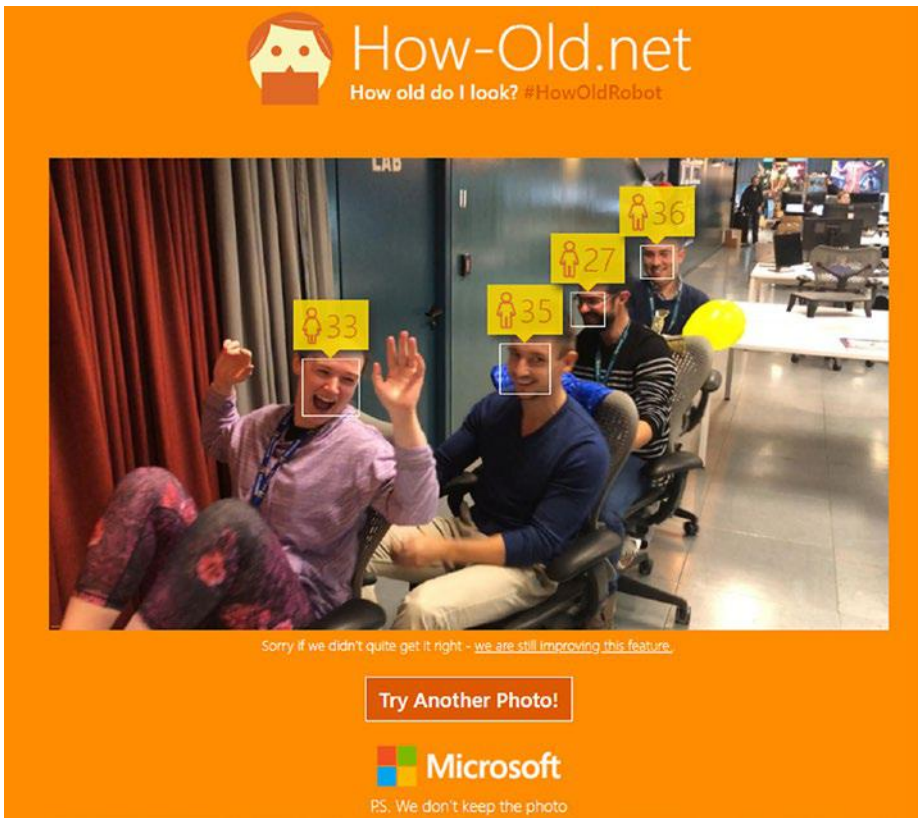 How-Old.net
How old do I look? #HowOldRobot
LAB
36
27
35
33
Sorry if we didn't quite get it right - we are still improving this feature.
Try Another Photo!
Microsoft
P.S. We don't keep the photo